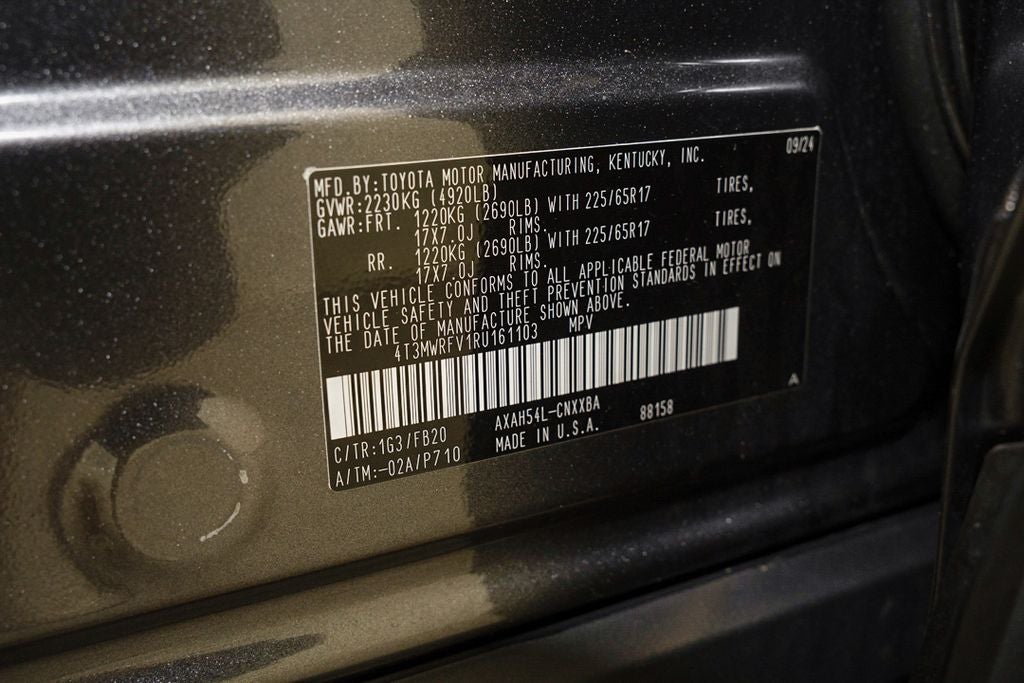 09/24
MFD.BY:TOYOTA MOTOR MANUFACTURING, KENTUCKY, INC.
GVWR:2230KG (4920LB)
GAWR:FRT. 1220KG (2690LB) WITH 225/65R17 TIRES,
17X7.0J RIMS.
RR. 1220KG (2690LB) WITH 225/65R17 TIRES,
17X7.0J RIMS.
THIS VEHICLE CONFORMS TO ALL APPLICABLE FEDERAL MOTOR
VEHICLE SAFETY AND THEFT PREVENTION STANDARDS IN EFFECT ON
THE DATE OF MANUFACTURE SHOWN ABOVE.
4T3MWRFV1RU161103 MPV
A
C/TR:1G3/FB20 AXAH54L-CNXXBA 88158
A/TM:-02A/P710 MADE IN U.S.A.